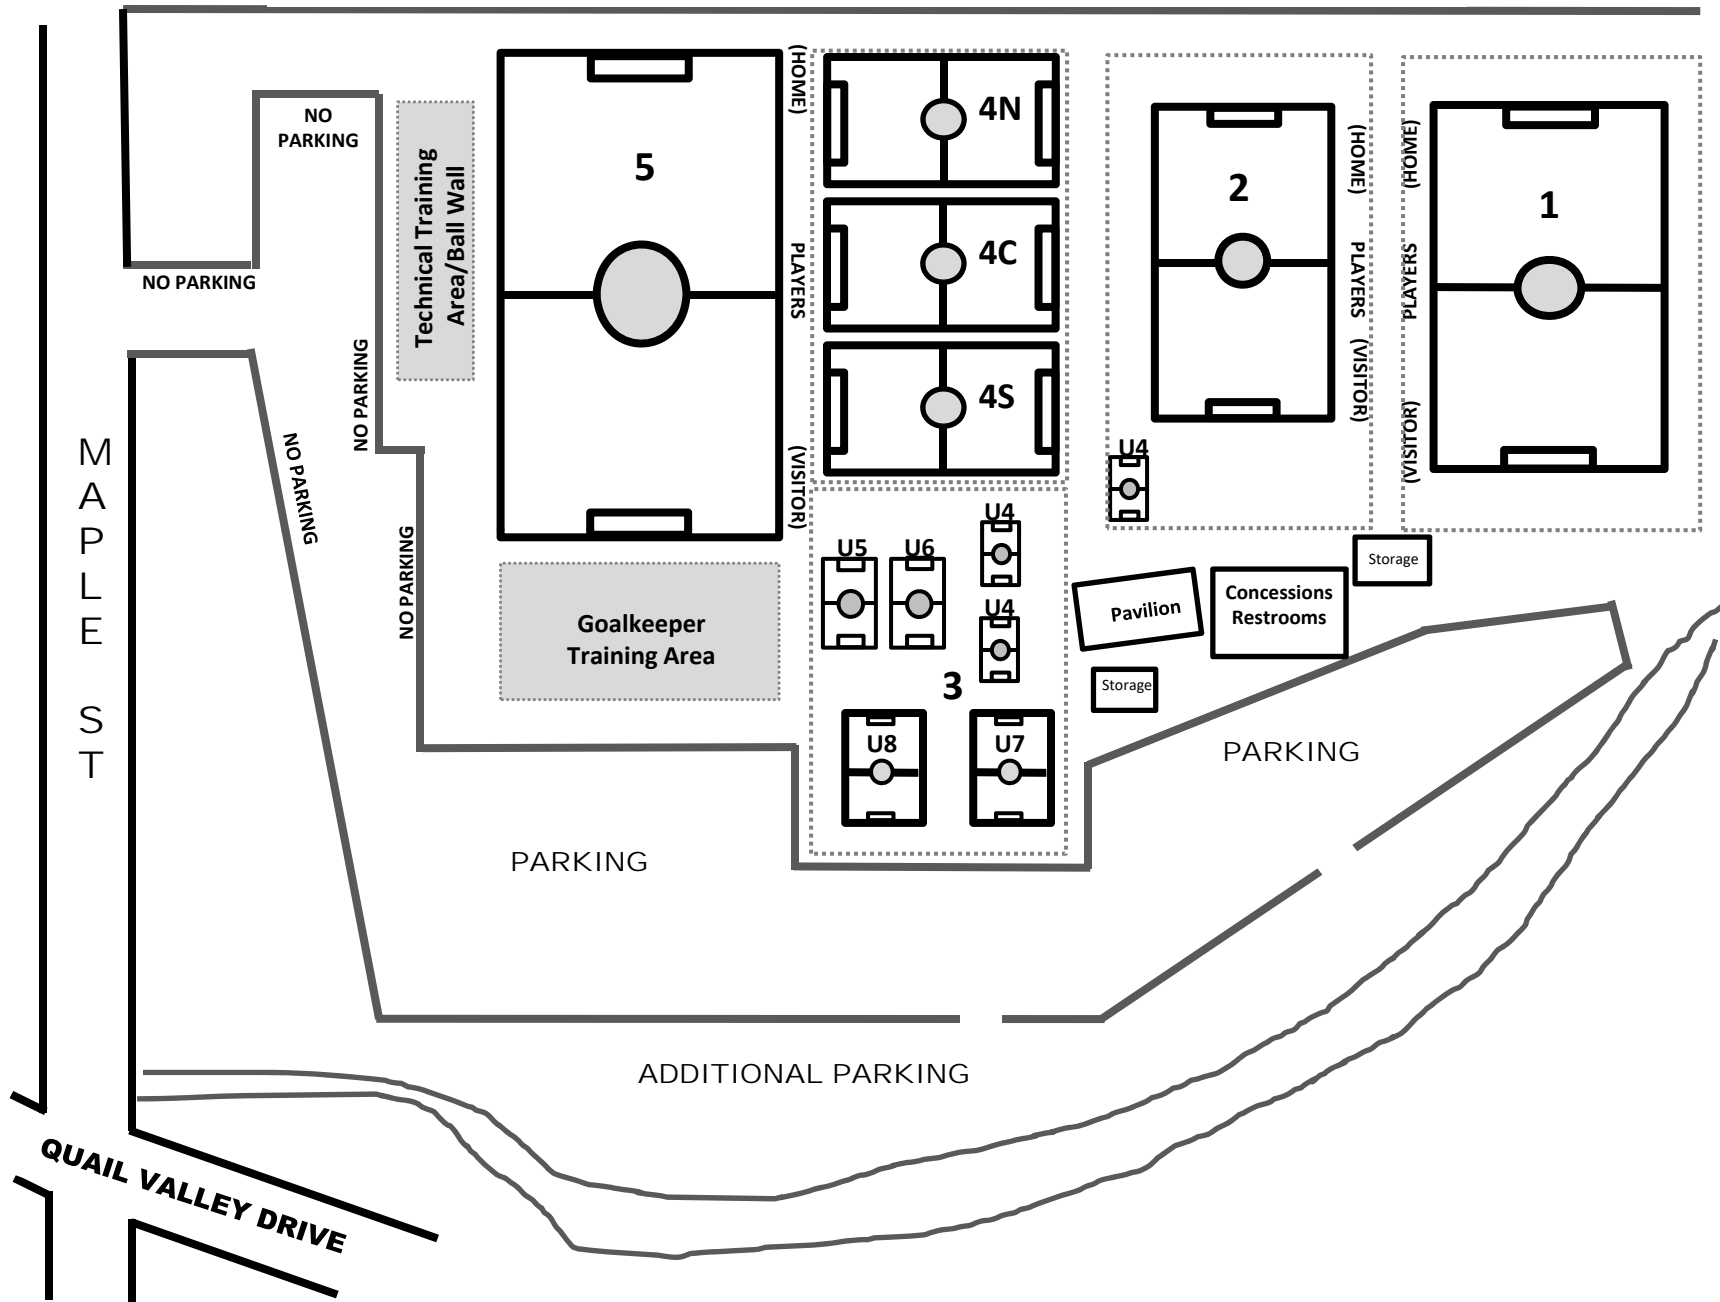 NO
PARKING
NO PARKING
NO PARKING
NO PARKING
NO PARKING
Technical Training
Area/Ball Wall
5
(HOME)
PLAYERS
(VISITOR)
4N
4C
4S
2
(HOME)
PLAYERS
(VISITOR)
1
(HOME)
PLAYERS
(VISITOR)
U4
Goalkeeper
Training Area
U5
U6
U4
U4
3
U8
U7
Pavilion
Concessions
Restrooms
Storage
Storage
PARKING
PARKING
ADDITIONAL PARKING
MAPLE ST
QUAIL VALLEY DRIVE